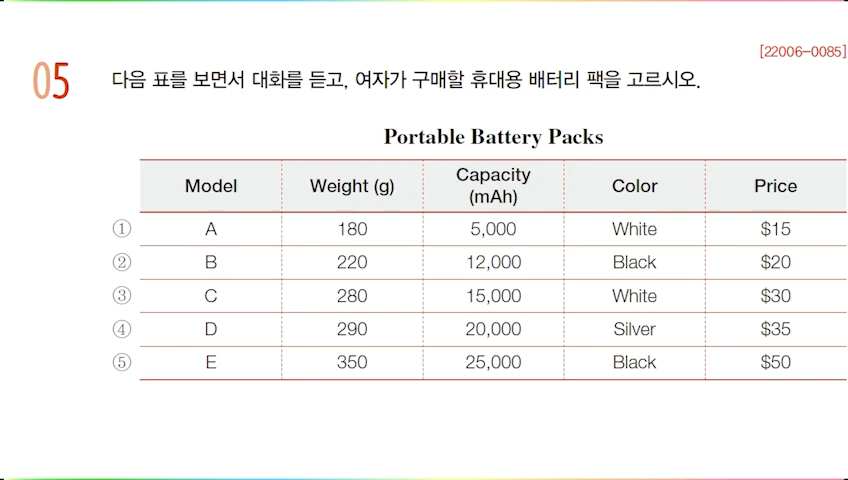 [22006-0085]
05 다음 표를 보면서 대화를 듣고, 여자가 구매할 휴대용 배터리 팩을 고르시오.
Portable Battery Packs
Model Weight (g) Capacity (mAh) Color Price
① A 180 5,000 White $15
② B 220 12,000 Black $20
③ C 280 15,000 White $30
④ D 290 20,000 Silver $35
⑤ E 350 25,000 Black $50